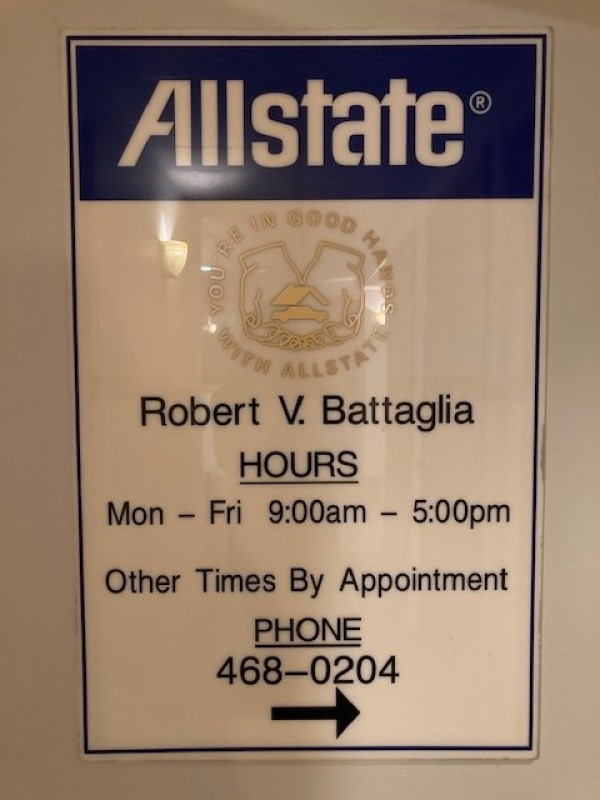 Allstate®
YOU'RE IN GOOD HANDS
WITH ALLSTATE
Robert V. Battaglia
HOURS
Mon – Fri 9:00am – 5:00pm
Other Times By Appointment
PHONE
468–0204